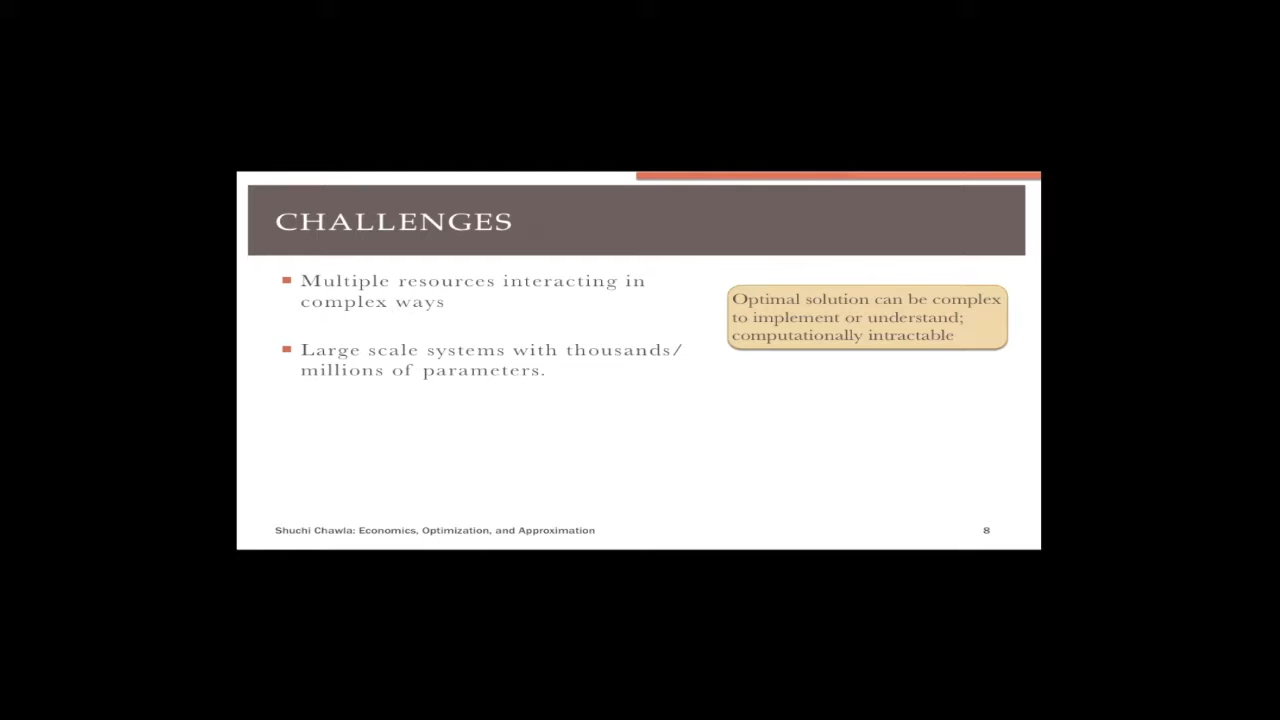 CHALLENGES
Multiple resources interacting in
complex ways
Large scale systems with thousands/
millions of parameters.
Optimal solution can be complex
to implement or understand;
computationally intractable
Shuchi Chawla: Economics, Optimization, and Approximation
8